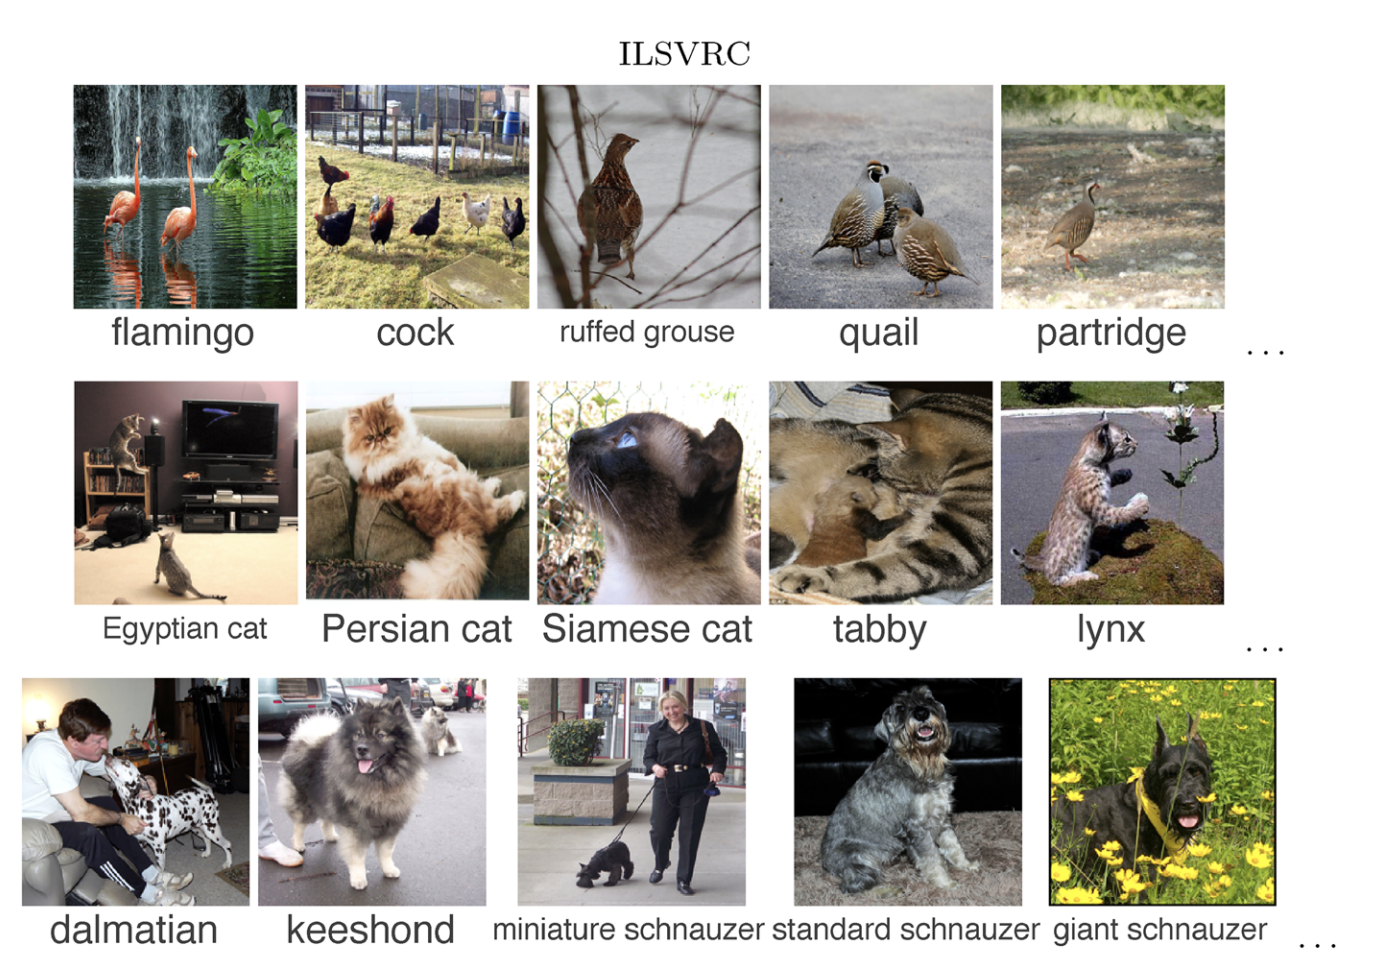 ILSVRC
flamingo cock ruffed grouse quail partridge ...
Egyptian cat Persian cat Siamese cat tabby lynx ...
dalmatian keeshond miniature schnauzer standard schnauzer giant schnauzer ...